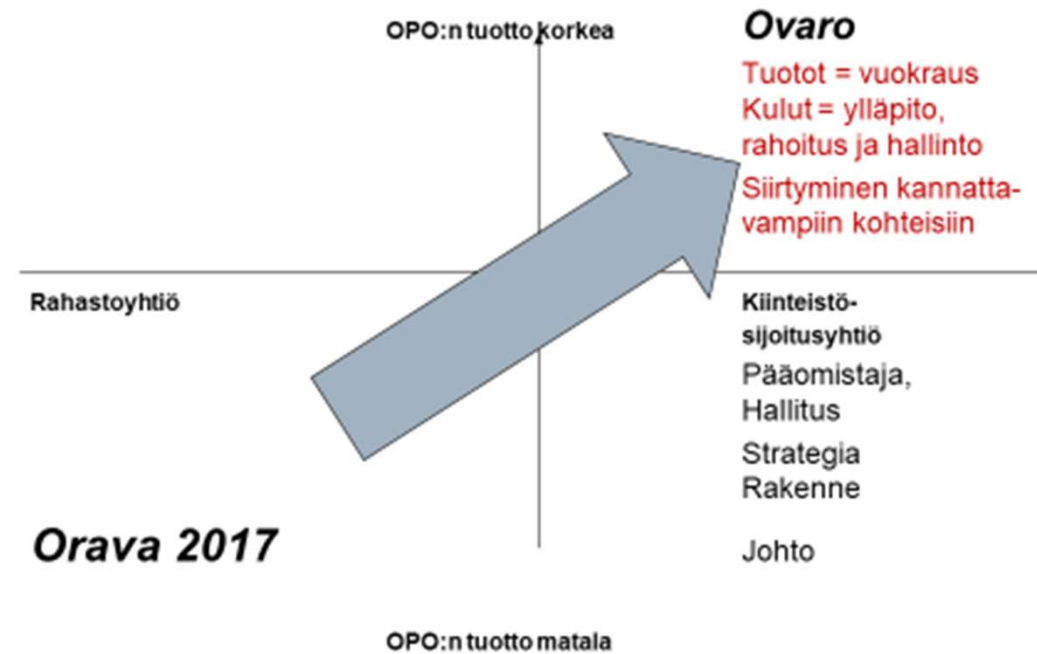 OPO:n tuotto korkea
Ovaro
Tuotot = vuokraus
Kulut = ylläpito,
rahoitus ja hallinto
Siirtyminen kannatta-
vampiin kohteisiin
Rahastoyhtiö
Kiinteistö-
sijoitusyhtiö
Pääomistaja,
Hallitus
Strategia
Rakenne
Orava 2017
Johto
OPO:n tuotto matala